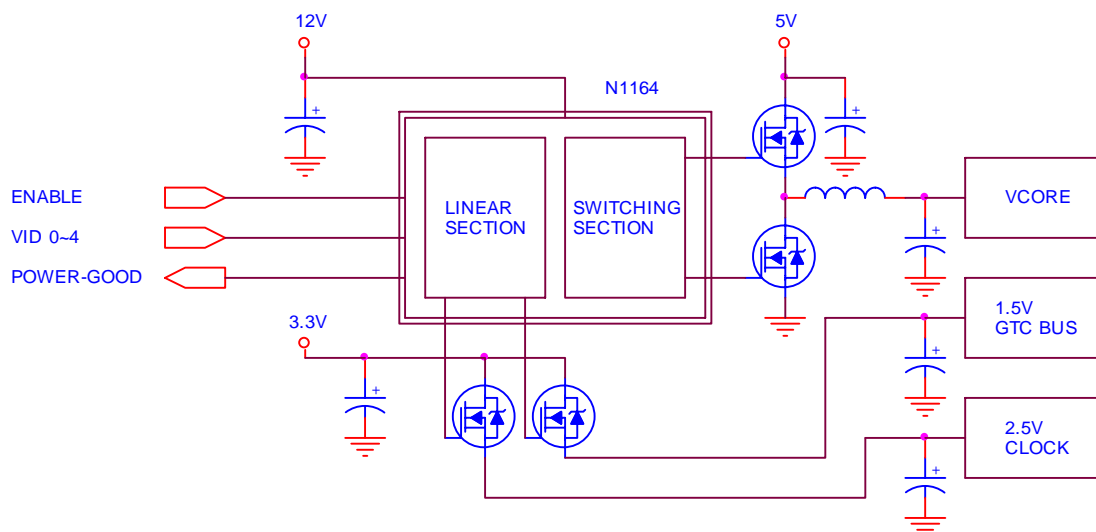 12V
5V
N1164
+
+
ENABLE
VID 0~4
POWER-GOOD
LINEAR
SECTION
SWITCHING
SECTION
VCORE
+
3.3V
1.5V
GTC BUS
+
+
2.5V
CLOCK
+